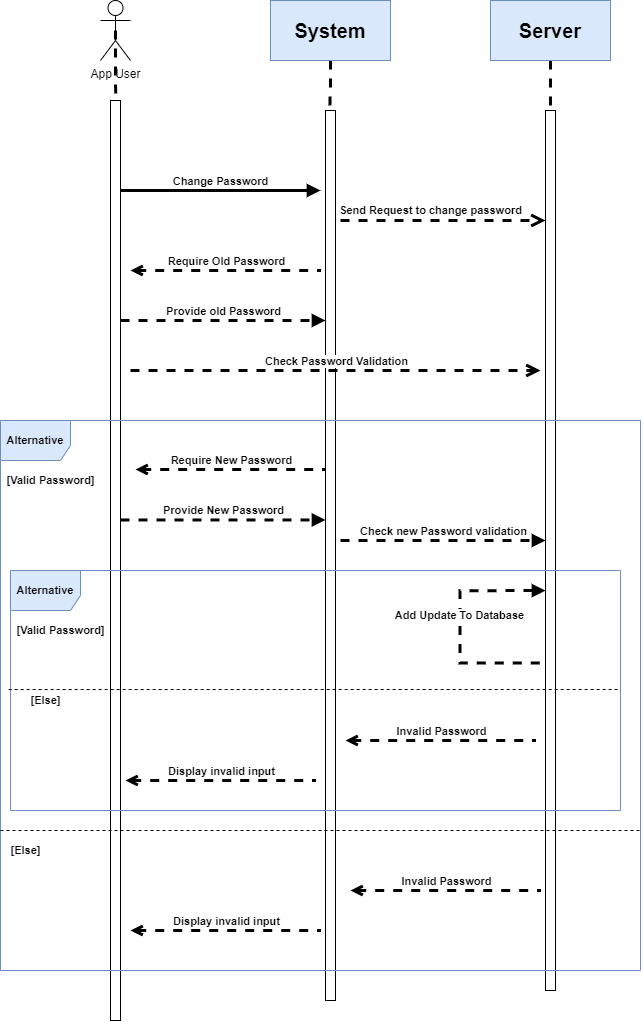 App User
System
Server
Change Password
Send Request to change password
Require Old Password
Provide old Password
Check Password Validation
Alternative
[Valid Password]
Require New Password
Provide New Password
Check new Password validation
Alternative
[Valid Password]
Add Update To Database
[Else]
Invalid Password
Display invalid input
[Else]
Invalid Password
Display invalid input